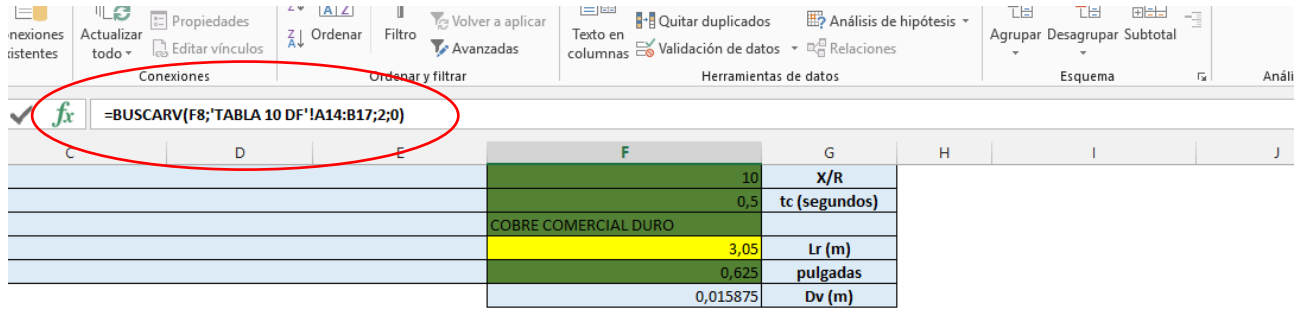 nexiones
istentes
Actualizar
todo
Propiedades
Editar vínculos
Conexiones
Ordenar
Filtro
Volver a aplicar
Avanzadas
Ordenar y filtrar
Texto en
columnas
Quitar duplicados
Validación de datos
Análisis de hipótesis
Relaciones
Herramientas de datos
Agrupar Desagrupar Subtotal
Esquema
Análi
fx =BUSCARV(F8;'TABLA 10 DF'!A14:B17;2;0)
C D E F G H I J
10 X/R
0,5 tc (segundos)
COBRE COMERCIAL DURO
3,05 Lr (m)
0,625 pulgadas
0,015875 Dv (m)